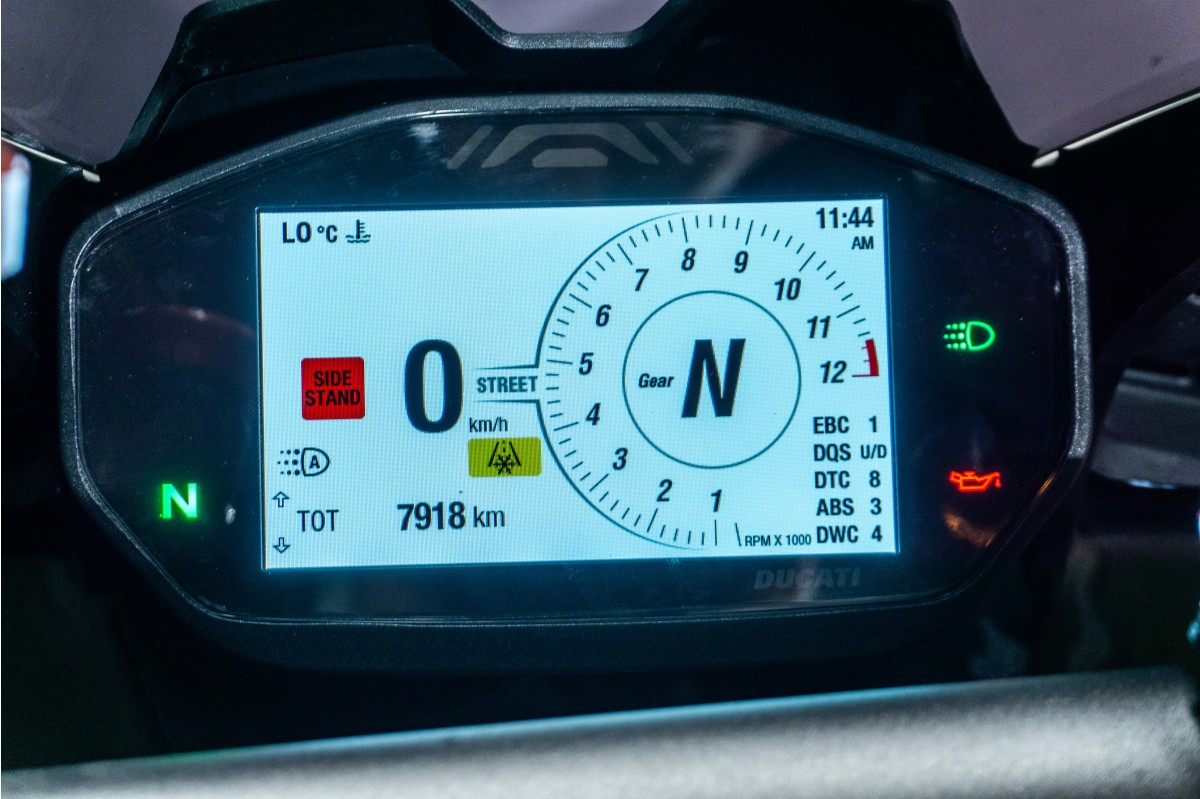 LO °C
11:44
AM
8
9
7
10
6
11
5
12
SIDE
STAND
0
km/h
STREET
Gear
N
4
3
2
1
RPM X 1000
A
N
TOT
7918 km
EBC 1
DQS U/D
DTC 8
ABS 3
DWC 4
DUCATI